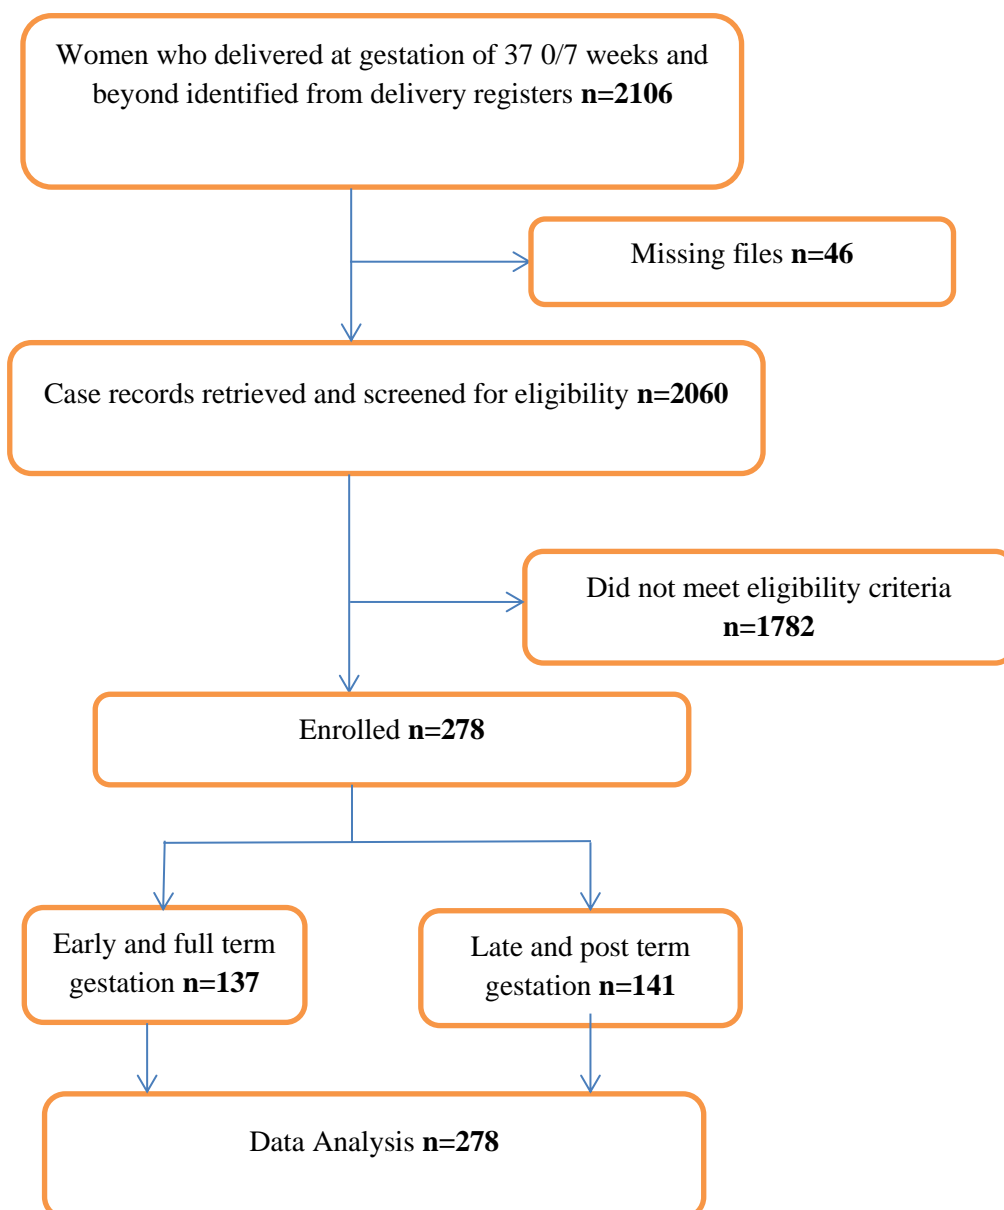 Women who delivered at gestation of 37 0/7 weeks and
beyond identified from delivery registers n=2106
Missing files n=46
Case records retrieved and screened for eligibility n=2060
Did not meet eligibility criteria
n=1782
Enrolled n=278
Early and full term
gestation n=137
Late and post term
gestation n=141
Data Analysis n=278